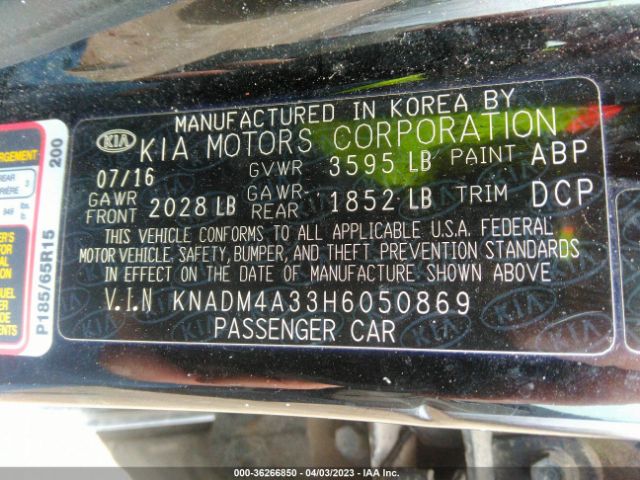 MANUFACTURED IN KOREA BY
KIA KIA MOTORS CORPORATION
07/16 GVWR 3595 LB PAINT ABP
GAWR FRONT 2028 LB GAWR REAR 1852 LB TRIM DCP
THIS VEHICLE CONFORMS TO ALL APPLICABLE U.S.A. FEDERAL
MOTOR VEHICLE, SAFETY, BUMPER, AND THEFT PREVENTION STANDARDS
IN EFFECT ON THE DATE OF MANUFACTURE SHOWN ABOVE
V.I.N KNADM4A33H6050869
PASSENGER CAR
200
P185/65R15
REAR
3
000-36266850 - 04/03/2023 - IAA Inc.